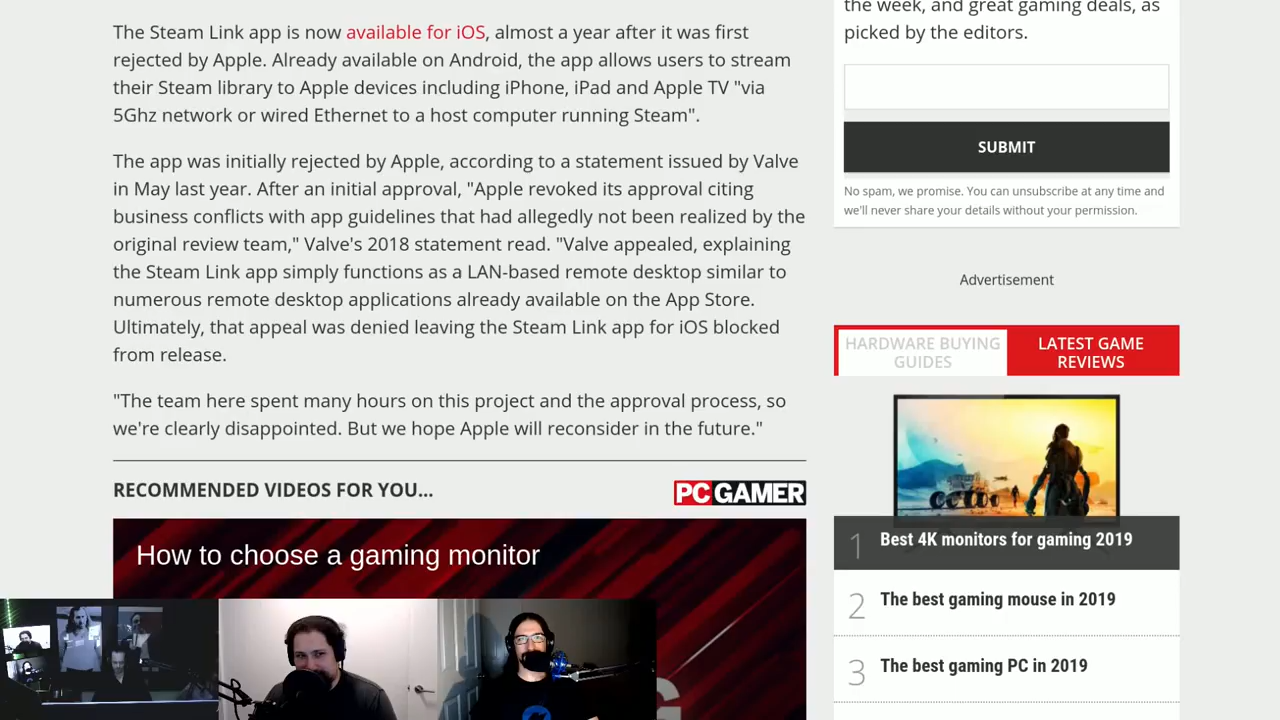 The Steam Link app is now available for iOS, almost a year after it was first
rejected by Apple. Already available on Android, the app allows users to stream
their Steam library to Apple devices including iPhone, iPad and Apple TV "via
5Ghz network or wired Ethernet to a host computer running Steam".
The app was initially rejected by Apple, according to a statement issued by Valve
in May last year. After an initial approval, "Apple revoked its approval citing
business conflicts with app guidelines that had allegedly not been realized by the
original review team," Valve's 2018 statement read. "Valve appealed, explaining
the Steam Link app simply functions as a LAN-based remote desktop similar to
numerous remote desktop applications already available on the App Store.
Ultimately, that appeal was denied leaving the Steam Link app for iOS blocked
from release.
"The team here spent many hours on this project and the approval process, so
we're clearly disappointed. But we hope Apple will reconsider in the future."
RECOMMENDED VIDEOS FOR YOU...
PC GAMER
How to choose a gaming monitor
the week, and great gaming deals, as
picked by the editors.
SUBMIT
No spam, we promise. You can unsubscribe at any time and
we'll never share your details without your permission.
Advertisement
HARDWARE BUYING
GUIDES
LATEST GAME
REVIEWS
1 Best 4K monitors for gaming 2019
2 The best gaming mouse in 2019
3 The best gaming PC in 2019